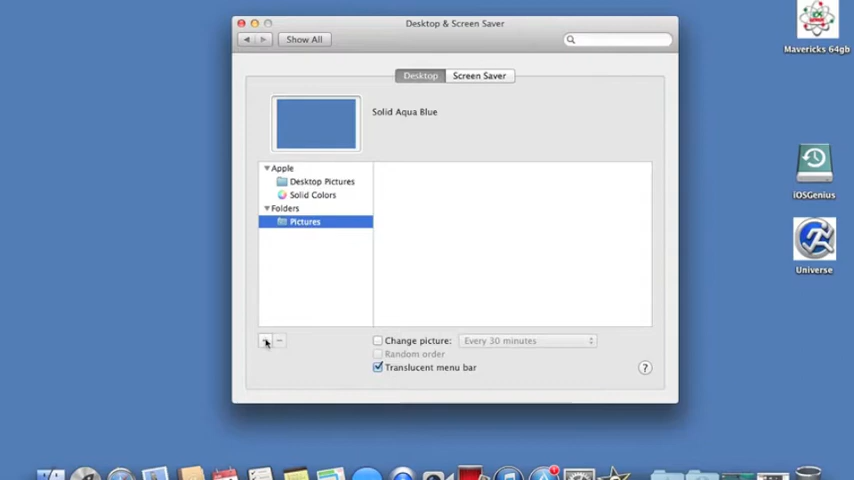 Desktop & Screen Saver
Show All
Desktop
Screen Saver
Solid Aqua Blue
Apple
Desktop Pictures
Solid Colors
Folders
Pictures
Change picture:
Every 30 minutes
Random order
Translucent menu bar
?
Mavericks 64gb
iOSGenius
Universe